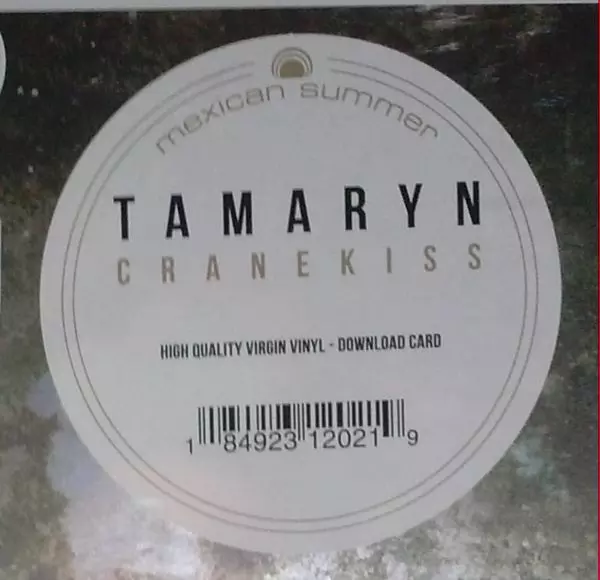 mexican summer
TAMARYN
CRANEKISS
HIGH QUALITY VIRGIN VINYL - DOWNLOAD CARD
1 84923 12021 9